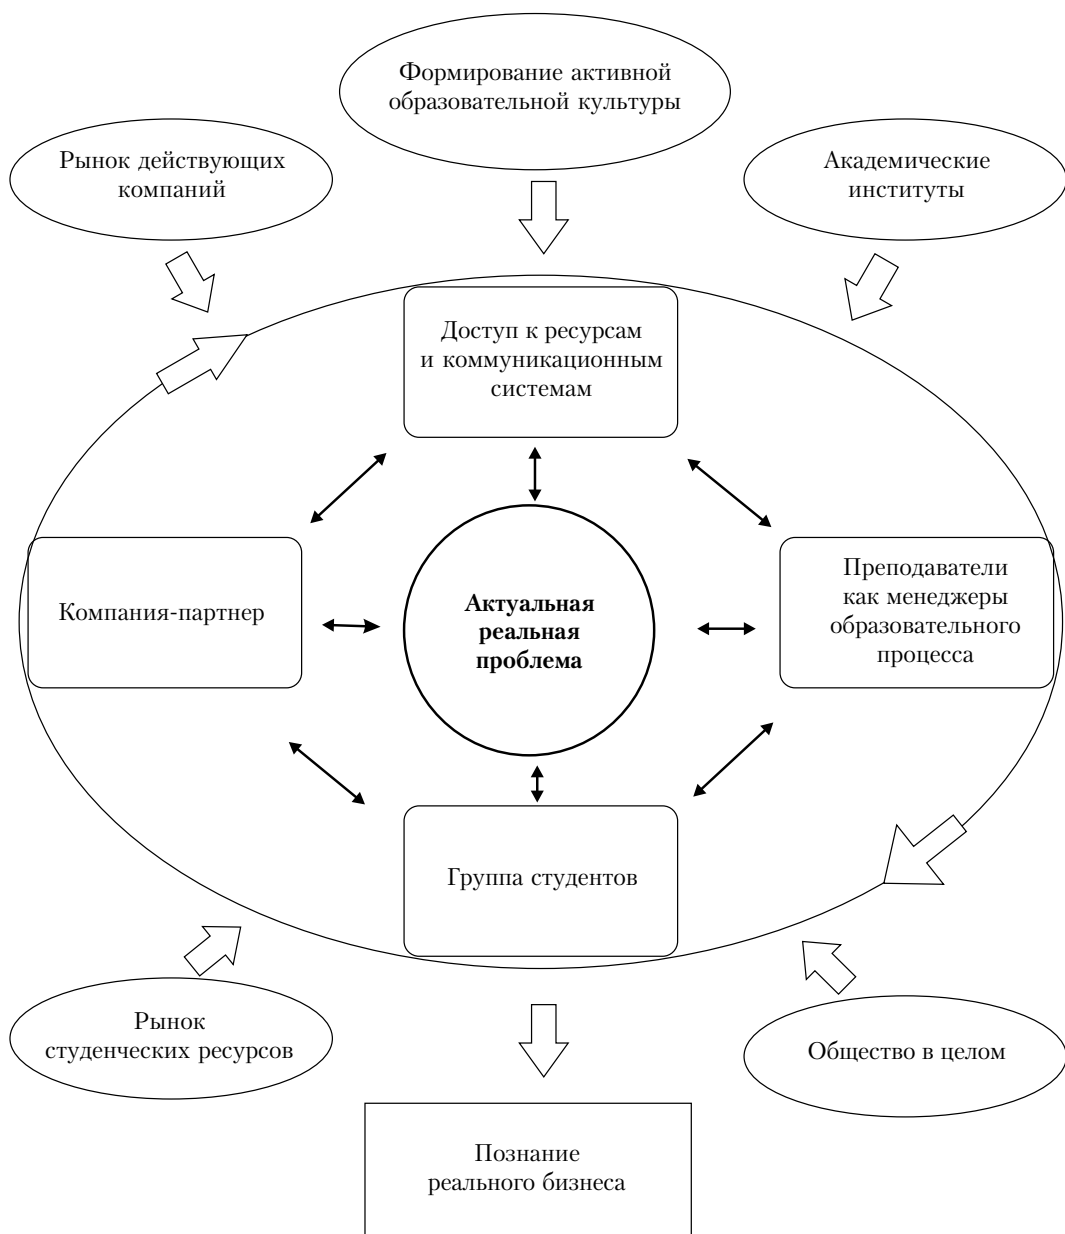 Формирование активной
образовательной культуры
Рынок действующих
компаний
Академические
институты
Доступ к ресурсам
и коммуникационным
системам
Компания-партнер
Актуальная
реальная
проблема
Преподаватели
как менеджеры
образовательного
процесса
Группа студентов
Рынок
студенческих ресурсов
Общество в целом
Познание
реального бизнеса